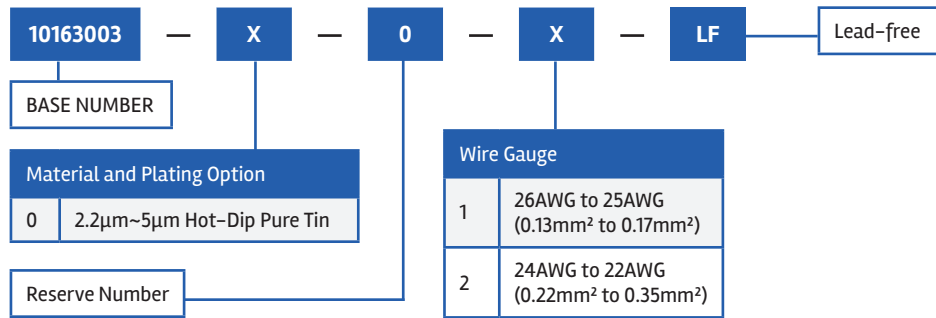 10163003 — X — 0 — X — LF
Lead-free
BASE NUMBER
Material and Plating Option
0 2.2µm~5µm Hot-Dip Pure Tin
Reserve Number
Wire Gauge
1 26AWG to 25AWG
(0.13mm² to 0.17mm²)
2 24AWG to 22AWG
(0.22mm² to 0.35mm²)